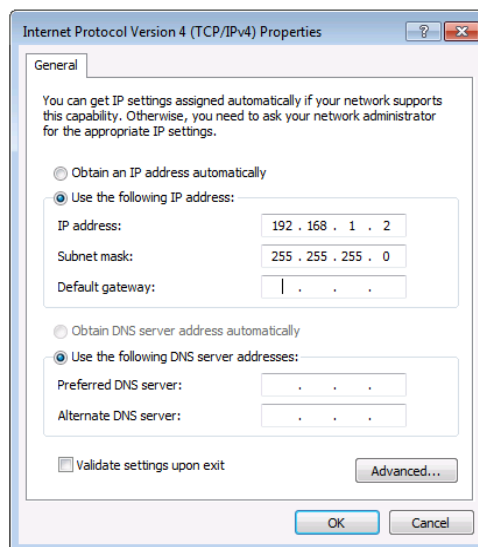 Internet Protocol Version 4 (TCP/IPv4) Properties
General
You can get IP settings assigned automatically if your network supports
this capability. Otherwise, you need to ask your network administrator
for the appropriate IP settings.
Obtain an IP address automatically
Use the following IP address:
IP address: 192 . 168 . 1 . 2
Subnet mask: 255 . 255 . 255 . 0
Default gateway: . . .
Obtain DNS server address automatically
Use the following DNS server addresses:
Preferred DNS server: . . .
Alternate DNS server: . . .
Validate settings upon exit
Advanced...
OK Cancel